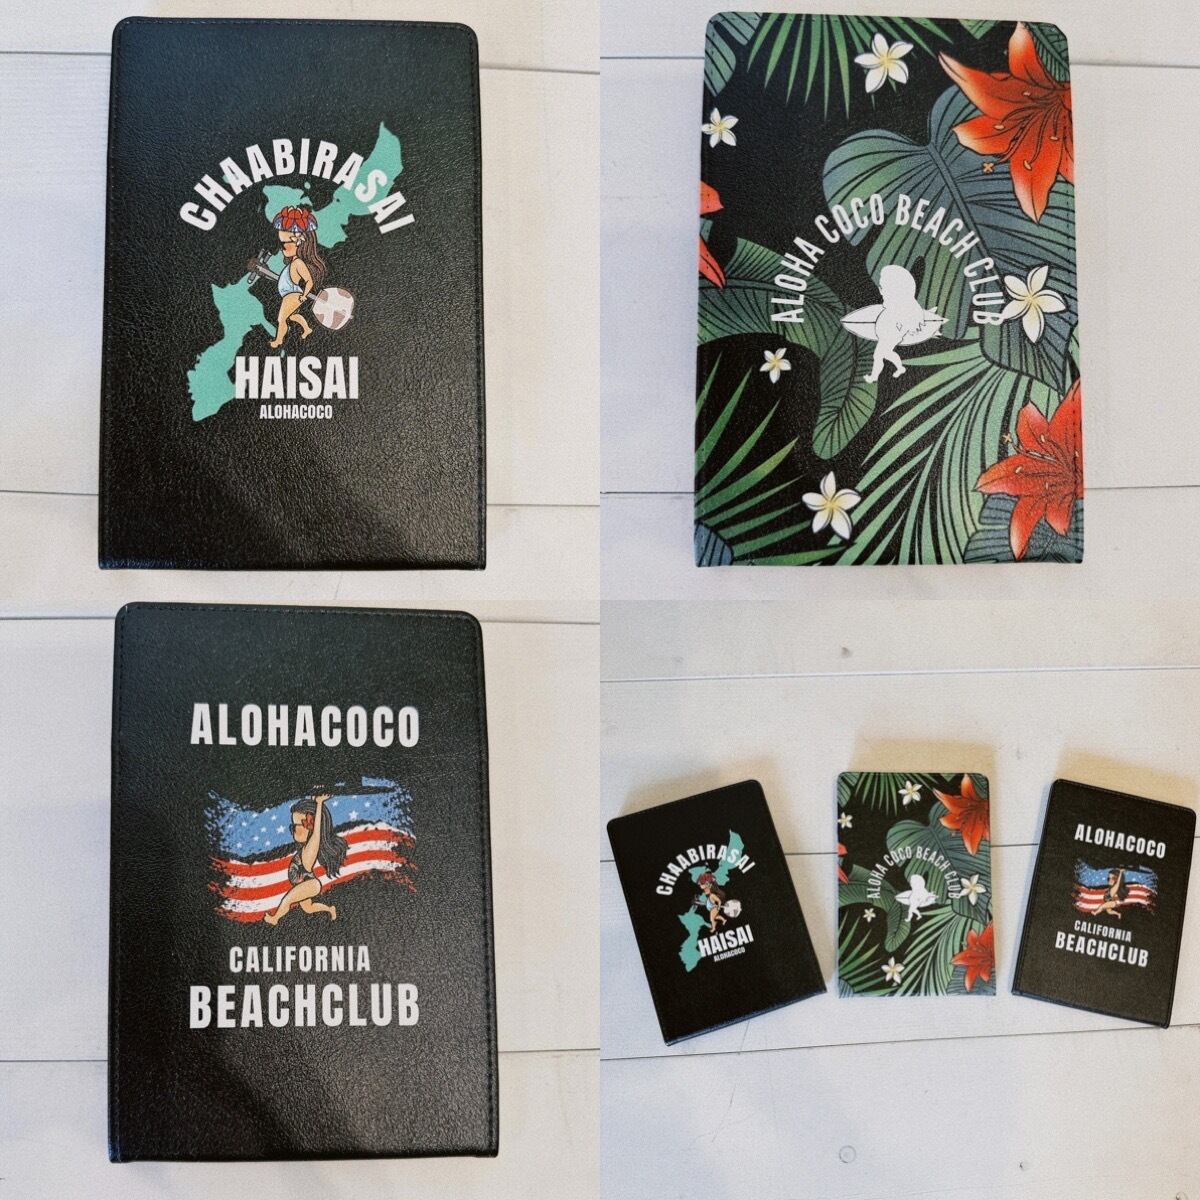 CHAABIRASAI
HAISAI
ALOHACOCO
ALOHA COCO BEACH CLUB
ALOHACOCO
CALIFORNIA
BEACHCLUB
CHAABIRASAI
HAISAI
ALOHACOCO
ALOHA COCO BEACH CLUB
ALOHACOCO
CALIFORNIA
BEACHCLUB